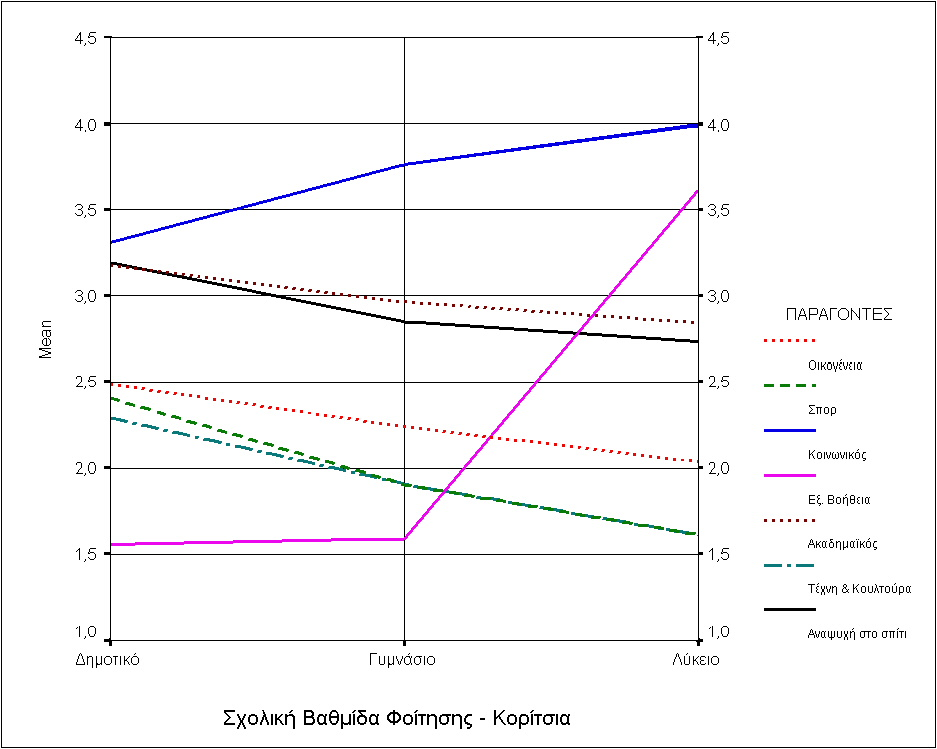 4,5
4,5
4,0
4,0
3,5
3,5
3,0
3,0
2,5
2,5
2,0
2,0
1,5
1,5
1,0
1,0
Mean
Δημοτικό
Γυμνάσιο
Λύκειο
Σχολική Βαθμίδα Φοίτησης - Κορίτσια
ΠΑΡΑΓΟΝΤΕΣ
Οικογένεια
Σπορ
Κοινωνικός
Εξ. Βοήθεια
Ακαδημαϊκός
Τέχνη & Κουλτούρα
Αναψυχή στο σπίτι